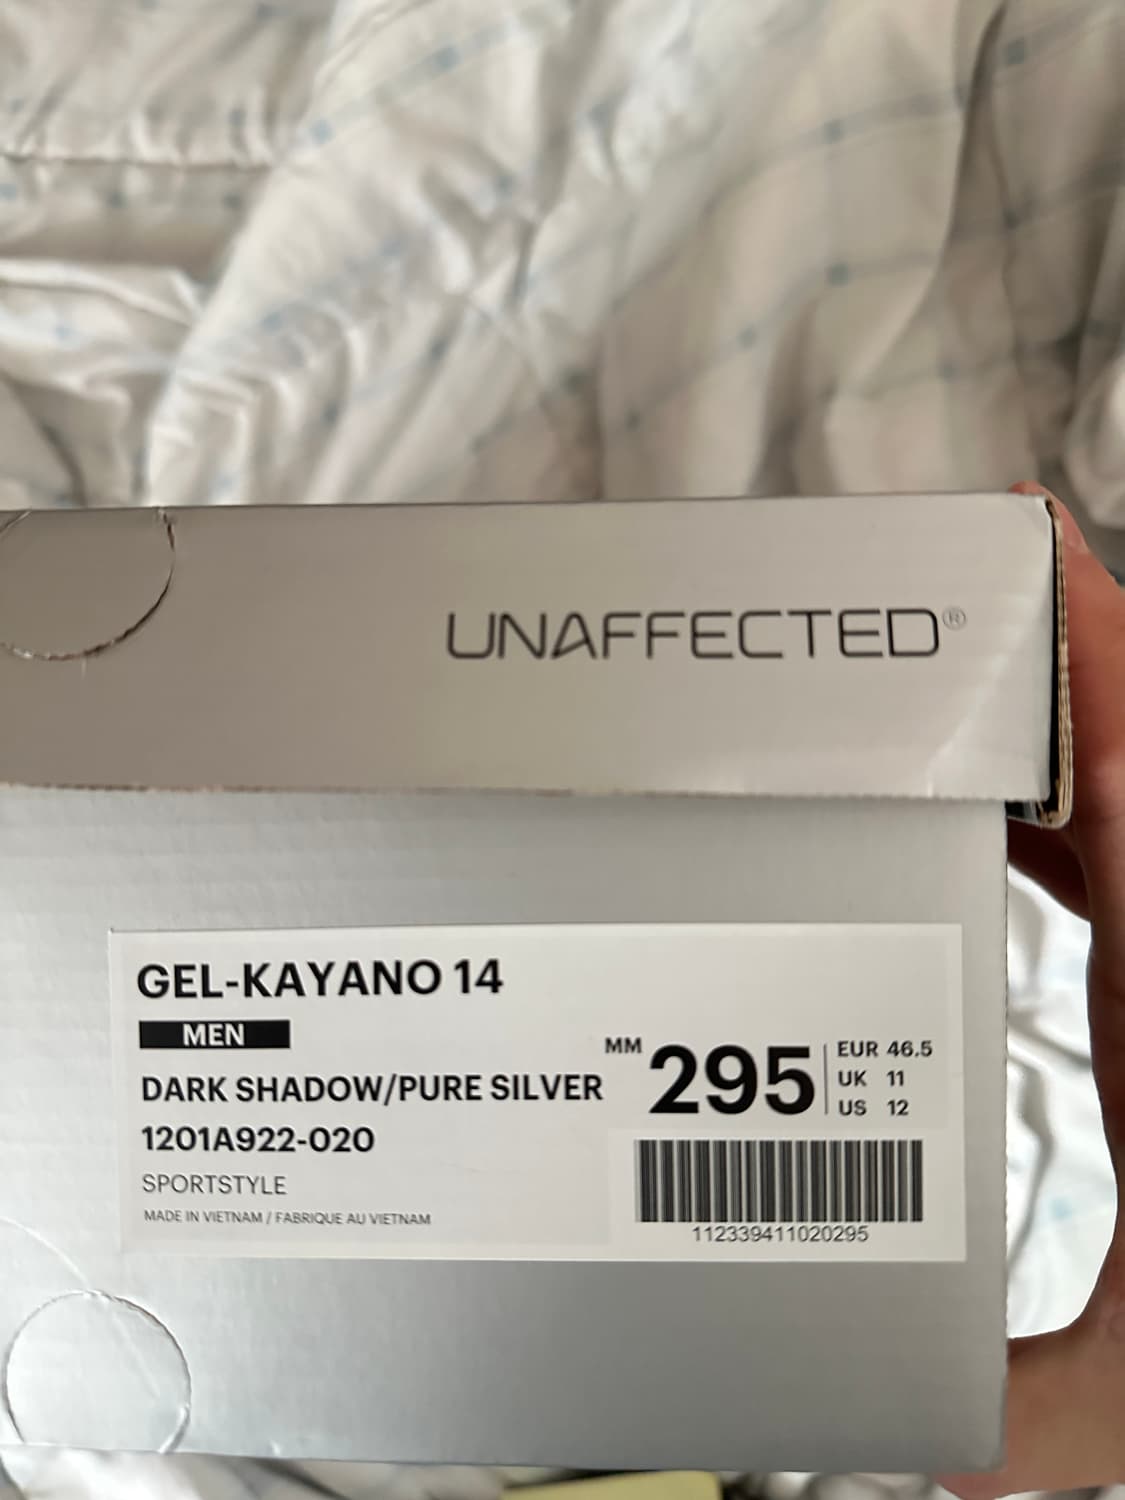 UNAFFECTED®
GEL-KAYANO 14
MEN
DARK SHADOW/PURE SILVER
1201A922-020
SPORTSTYLE
MADE IN VIETNAM / FABRIQUE AU VIETNAM
MM 295
EUR 46.5
UK 11
US 12
112339411020295